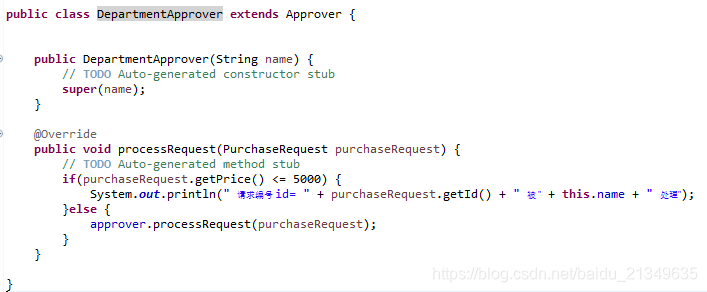 public class DepartmentApprover extends Approver {
public DepartmentApprover(String name) {
// TODO Auto-generated constructor stub
super(name);
}
@Override
public void processRequest(PurchaseRequest purchaseRequest) {
// TODO Auto-generated method stub
if(purchaseRequest.getPrice() <= 5000) {
System.out.println(" 请求编号 id= " + purchaseRequest.getId() + " 被" + this.name + " 处理");
}else {
approver.processRequest(purchaseRequest);
}
}
}
https://blog.csdn.net/baidu_21349635